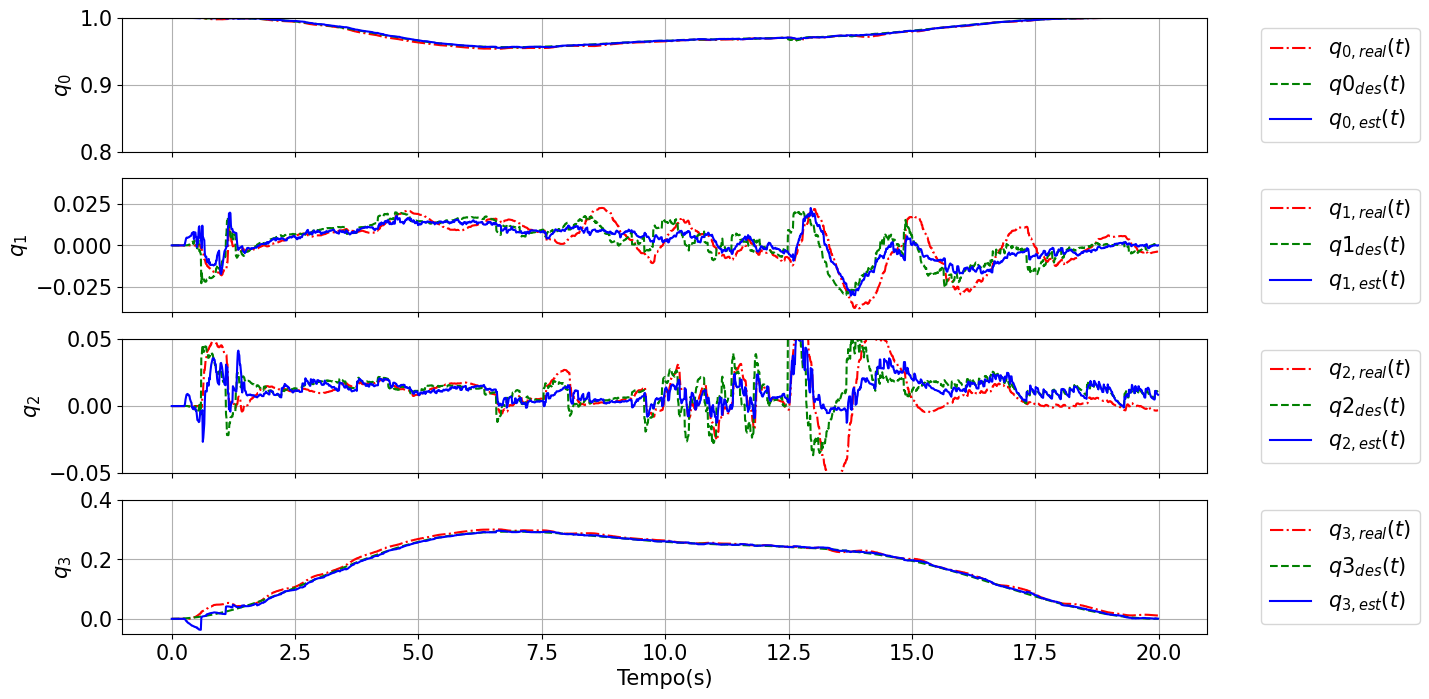 1.0
0.9
0.8
q₀
q₀,real(t)
q0des(t)
q₀,est(t)
0.025
0.000
−0.025
q₁
q₁,real(t)
q1des(t)
q₁,est(t)
0.05
0.00
−0.05
q₂
q₂,real(t)
q2des(t)
q₂,est(t)
0.4
0.2
0.0
q₃
q₃,real(t)
q3des(t)
q₃,est(t)
0.0 2.5 5.0 7.5 10.0 12.5 15.0 17.5 20.0
Tempo(s)